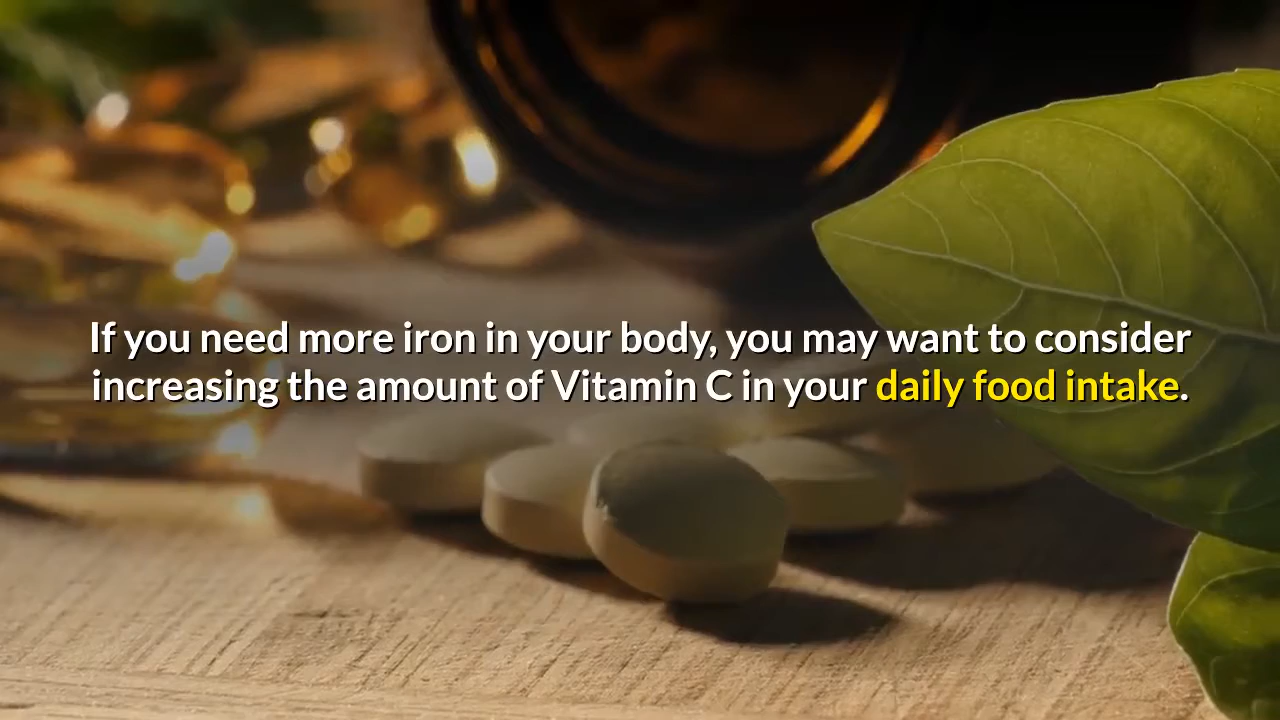 If you need more iron in your body, you may want to consider
increasing the amount of Vitamin C in your daily food intake.